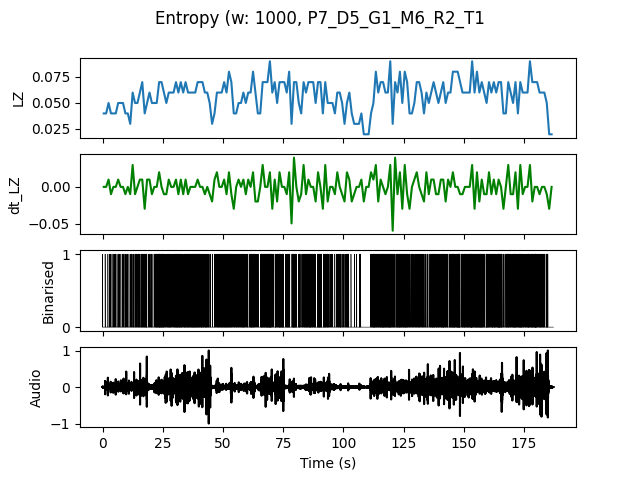 Entropy (w: 1000, P7_D5_G1_M6_R2_T1
LZ
0.075
0.050
0.025
dt_LZ
0.00
−0.05
Binarised
1
0
Audio
1
0
−1
0 25 50 75 100 125 150 175
Time (s)